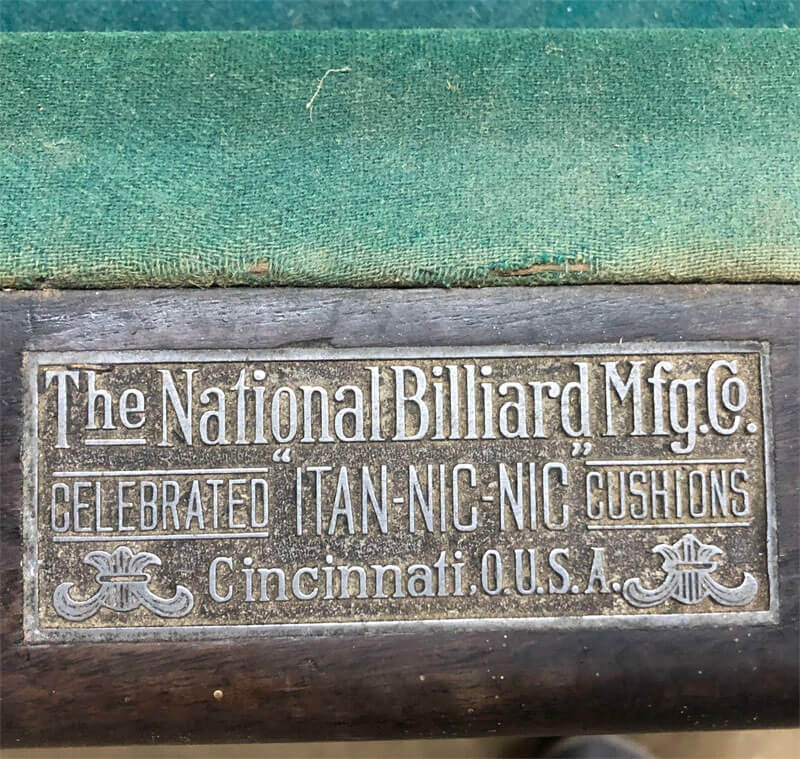 The National Billiard Mfg.Co.
CELEBRATED "ITAN-NIC-NIC" CUSHIONS
Cincinnati,O.U.S.A.